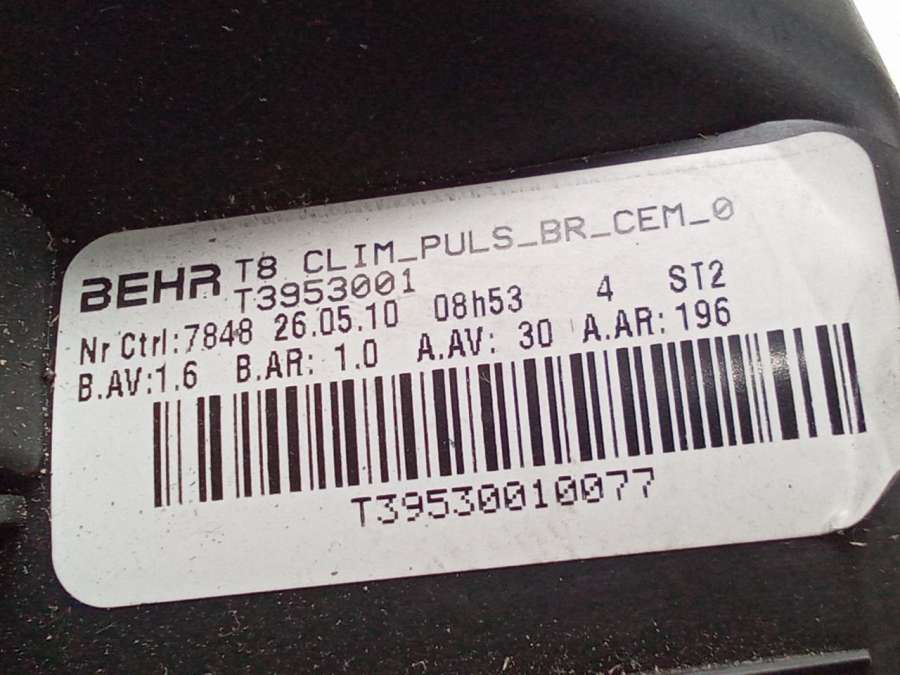 BEHR T8 CLIM_PULS_BR_CEM_0
T3953001
Nr Ctrl:7848 26.05.10 08h53 4 ST2
B.AV:1.6 B.AR: 1.0 A.AV: 30 A.AR:196
T39530010077